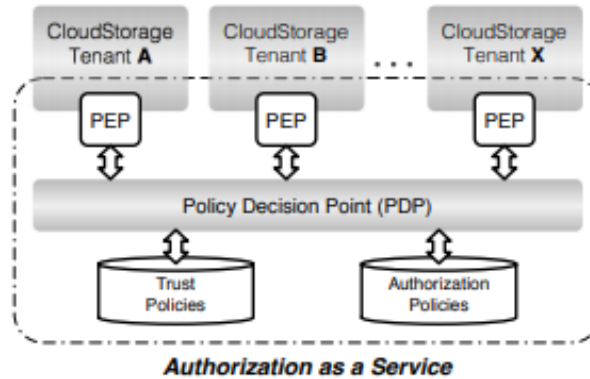 CloudStorage CloudStorage CloudStorage
Tenant A Tenant B ... Tenant X
PEP PEP PEP
Policy Decision Point (PDP)
Trust Authorization
Policies Policies
Authorization as a Service